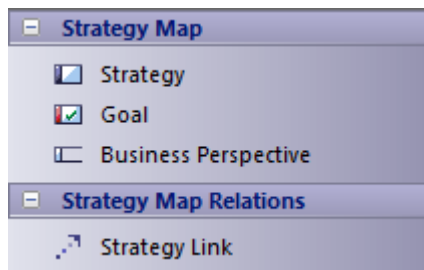 Strategy Map
Strategy
Goal
Business Perspective
Strategy Map Relations
Strategy Link